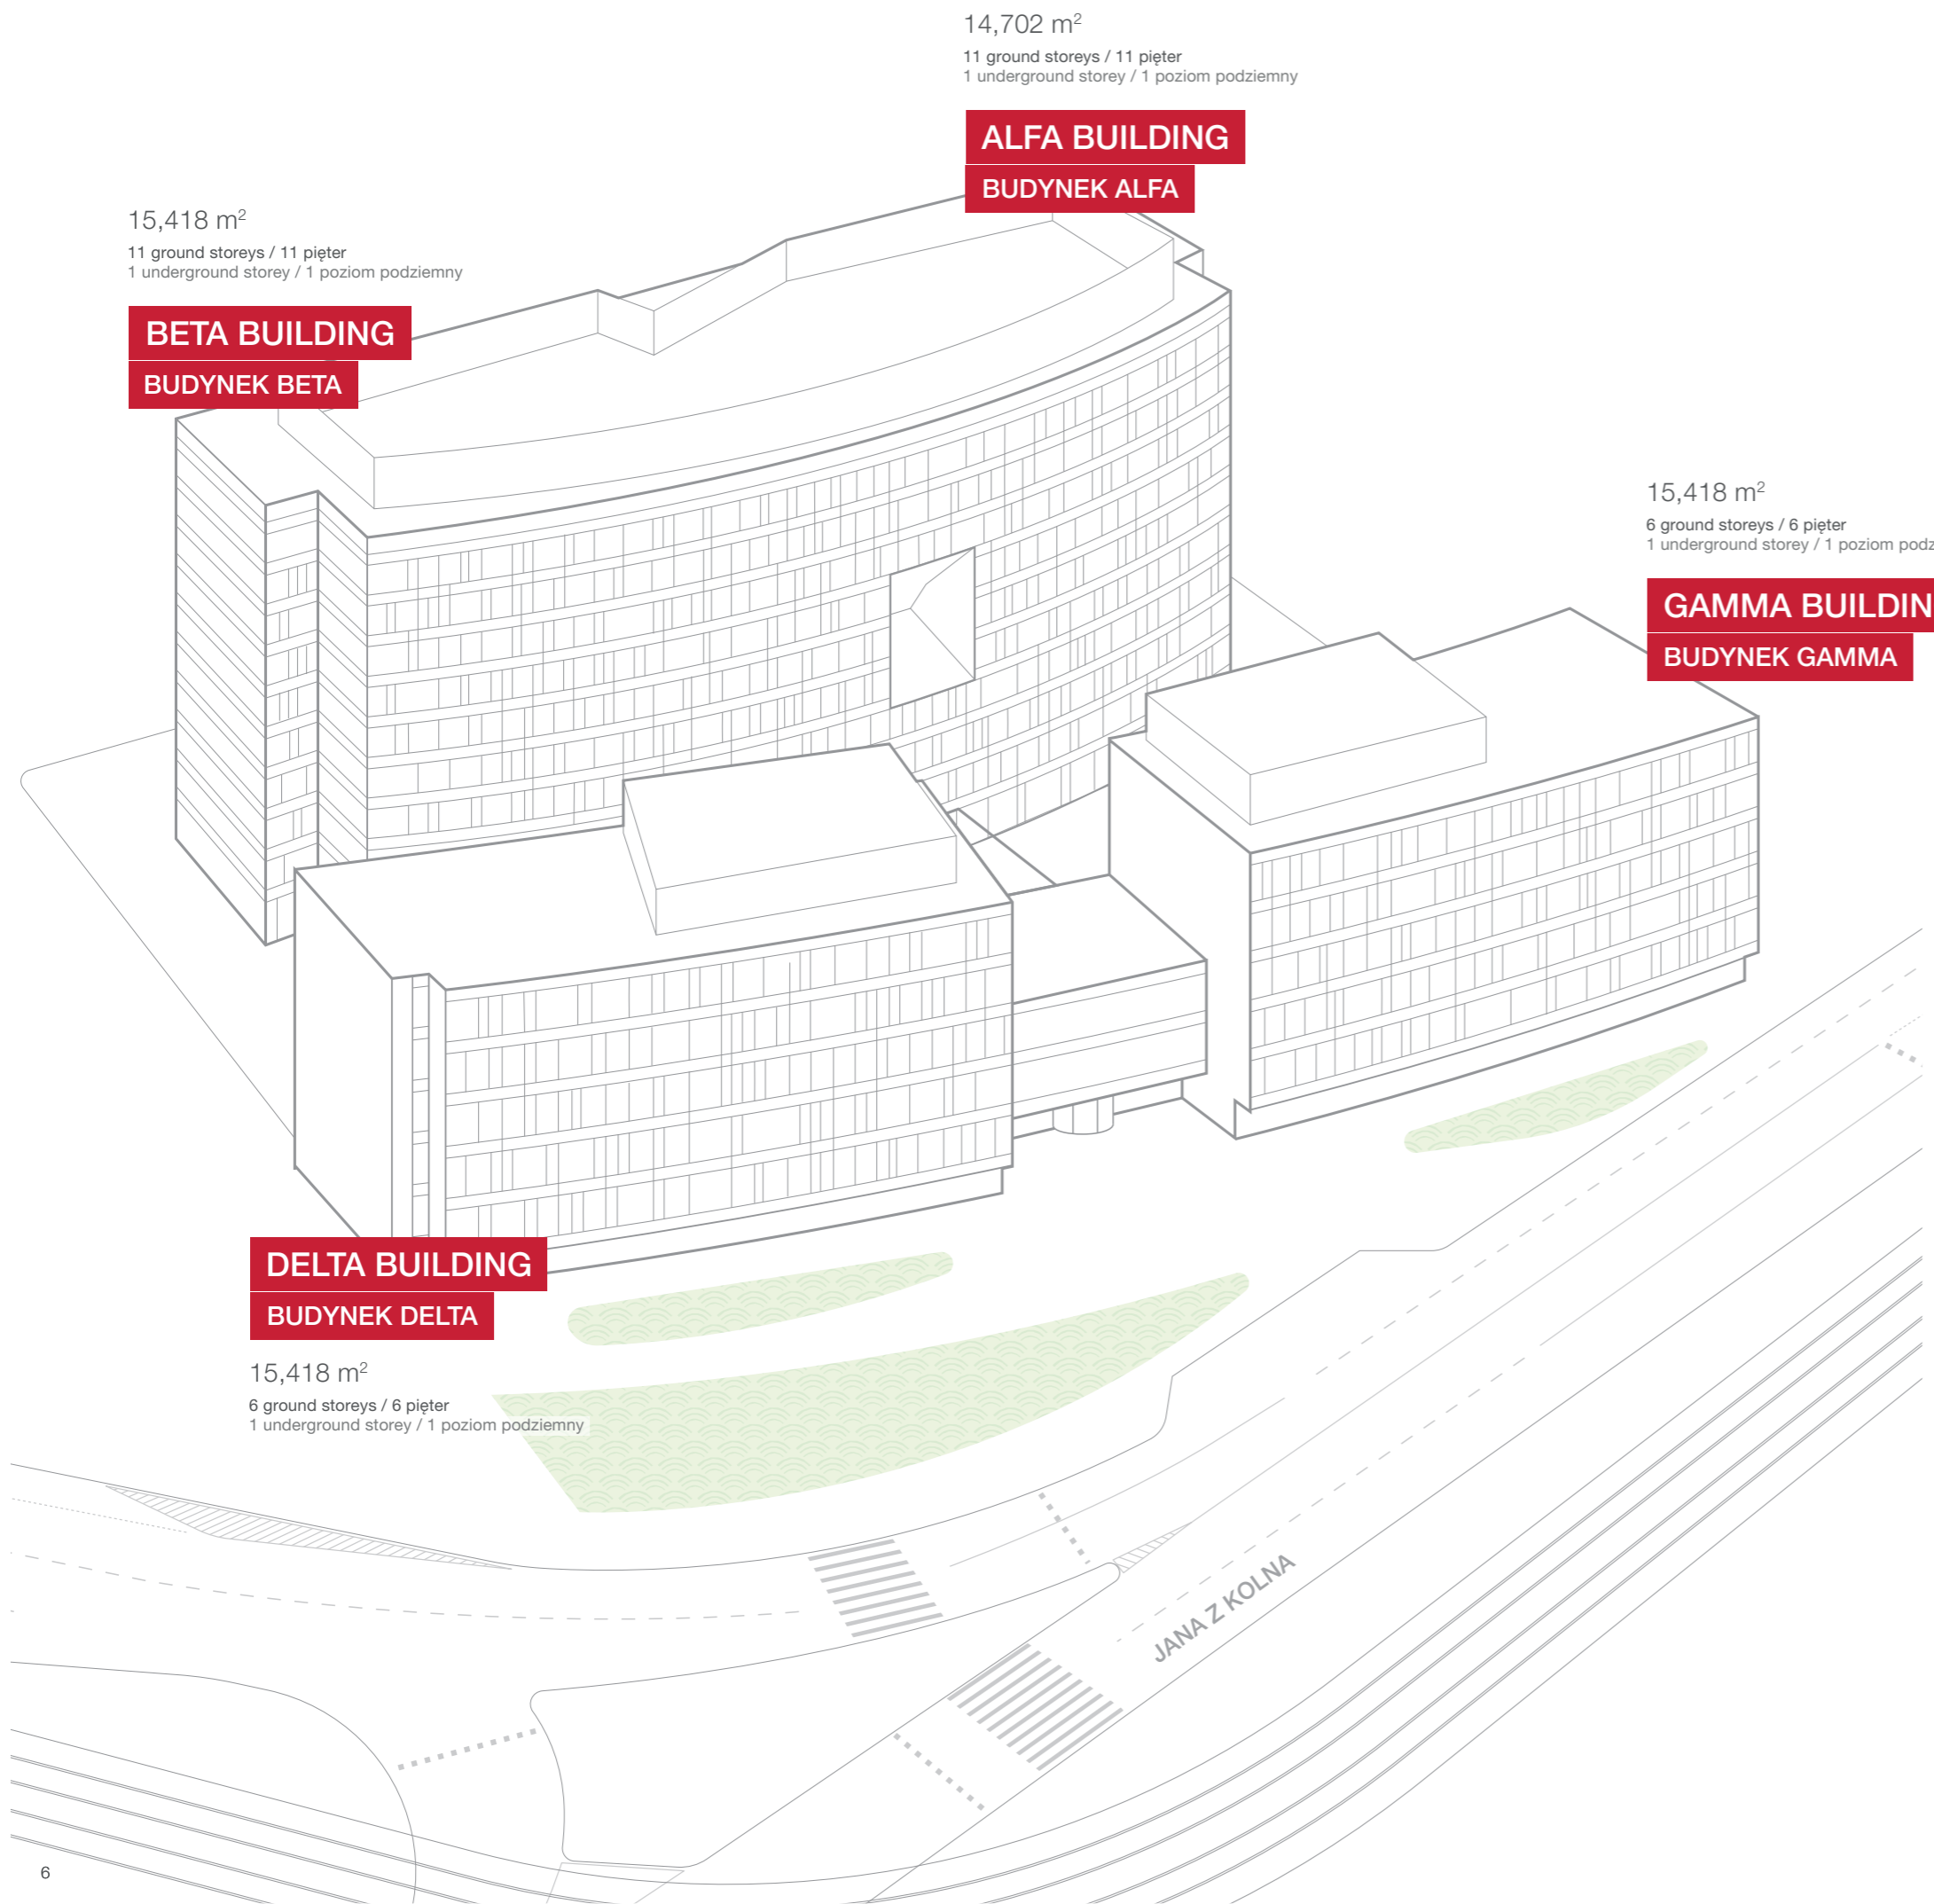 14,702 m²
11 ground storeys / 11 pięter
1 underground storey / 1 poziom podziemny
ALFA BUILDING
BUDYNEK ALFA
15,418 m²
11 ground storeys / 11 pięter
1 underground storey / 1 poziom podziemny
BETA BUILDING
BUDYNEK BETA
15,418 m²
6 ground storeys / 6 pięter
1 underground storey / 1 poziom podz
GAMMA BUILDIN
BUDYNEK GAMMA
DELTA BUILDING
BUDYNEK DELTA
15,418 m²
6 ground storeys / 6 pięter
1 underground storey / 1 poziom podziemny
JANA Z KOLNA
6